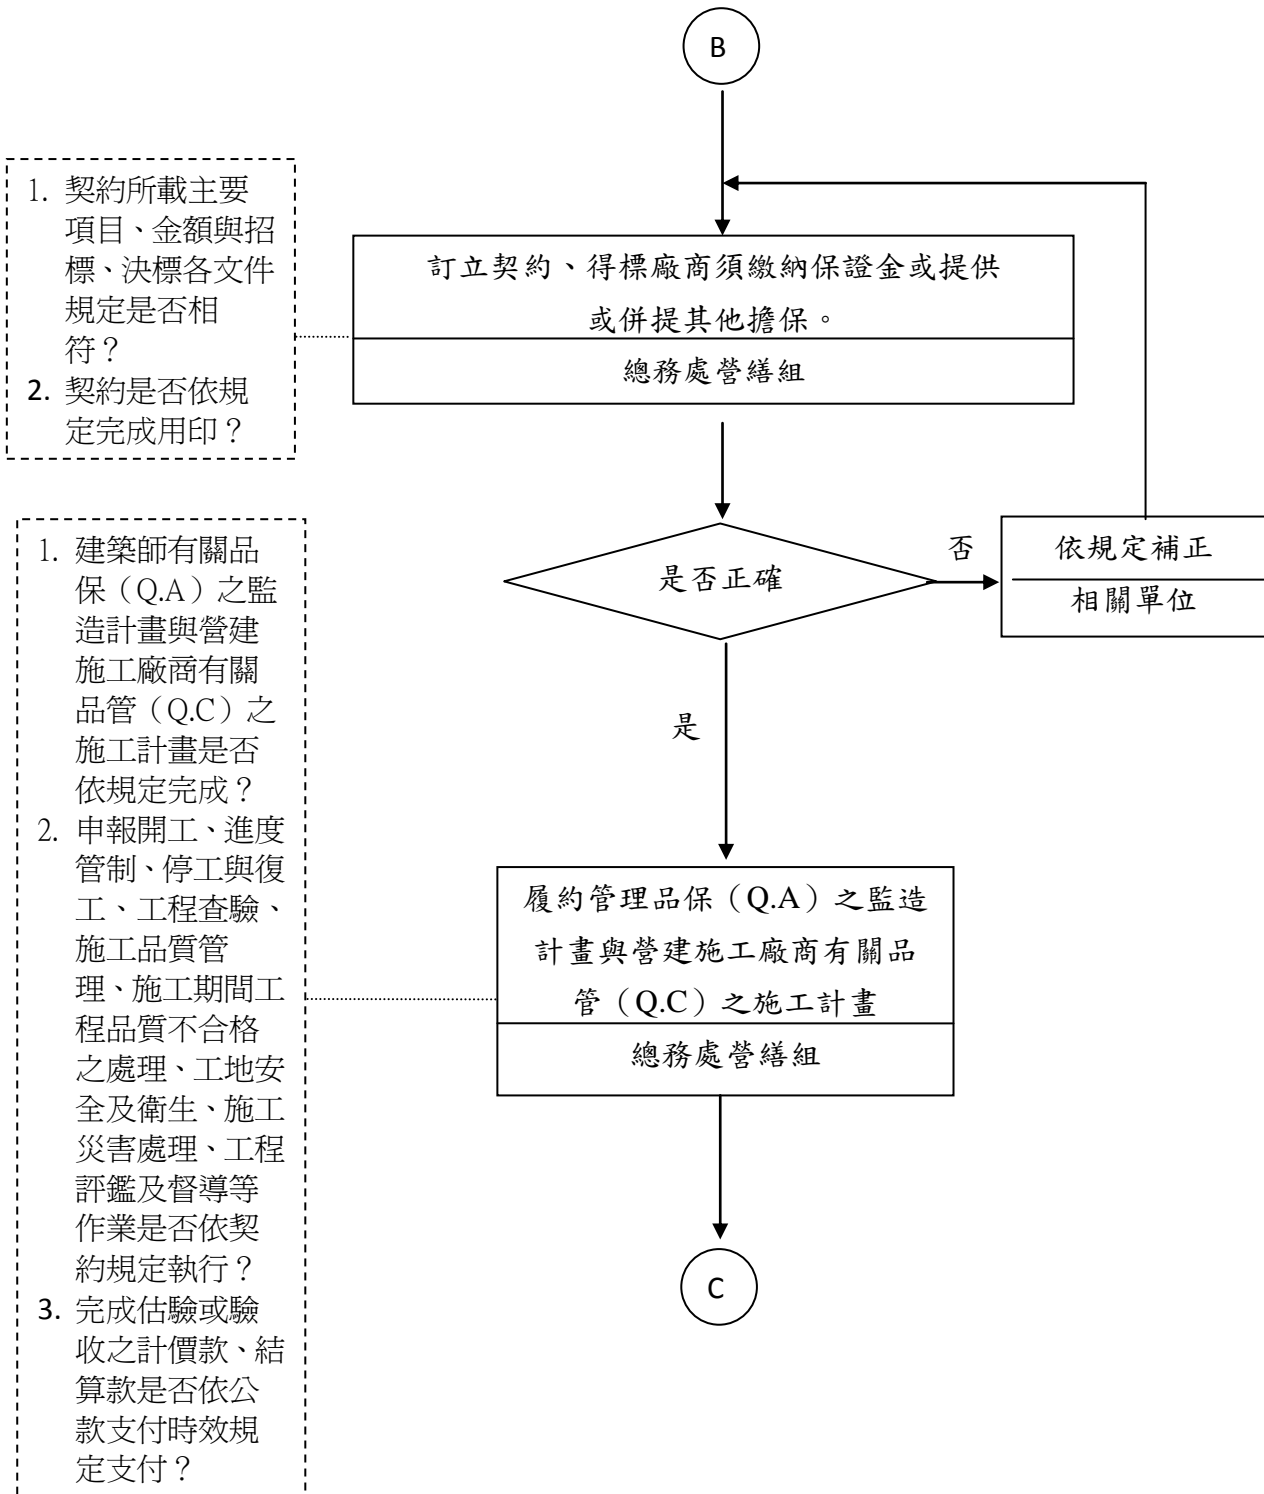 B
1. 契約所載主要
項目、金額與招
標、決標各文件
規定是否相
符？
2. 契約是否依規
定完成用印？
訂立契約、得標廠商須繳納保證金或提供
或併提其他擔保。
總務處營繕組
是否正確
否
依規定補正
相關單位
是
1. 建築師有關品
保（Q.A）之監
造計畫與營建
施工廠商有關
品管（Q.C）之
施工計畫是否
依規定完成？
2. 申報開工、進度
管制、停工與復
工、工程查驗、
施工品質管
理、施工期間工
程品質不合格
之處理、工地安
全及衛生、施工
災害處理、工程
評鑑及督導等
作業是否依契
約規定執行？
3. 完成估驗或驗
收之計價款、結
算款是否依公
款支付時效規
定支付？
履約管理品保（Q.A）之監造
計畫與營建施工廠商有關品
管（Q.C）之施工計畫
總務處營繕組
C